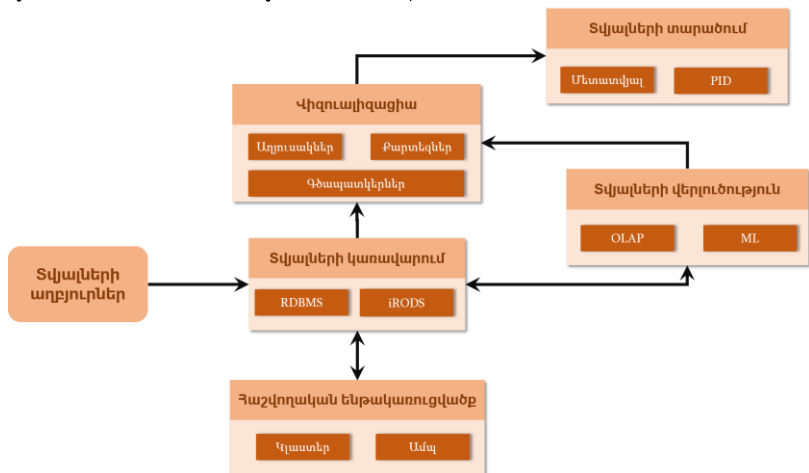 Տվյալների տարածում
Մետատվյալ
PID
Վիզուալիզացիա
Աղյուսակներ
Քարտեզներ
Գծապատկերներ
Տվյալների վերլուծություն
OLAP
ML
Տվյալների կառավարում
RDBMS
iRODS
Տվյալների
աղբյուրներ
Հաշվողական ենթակառուցվածք
Կլաստեր
Ամպ